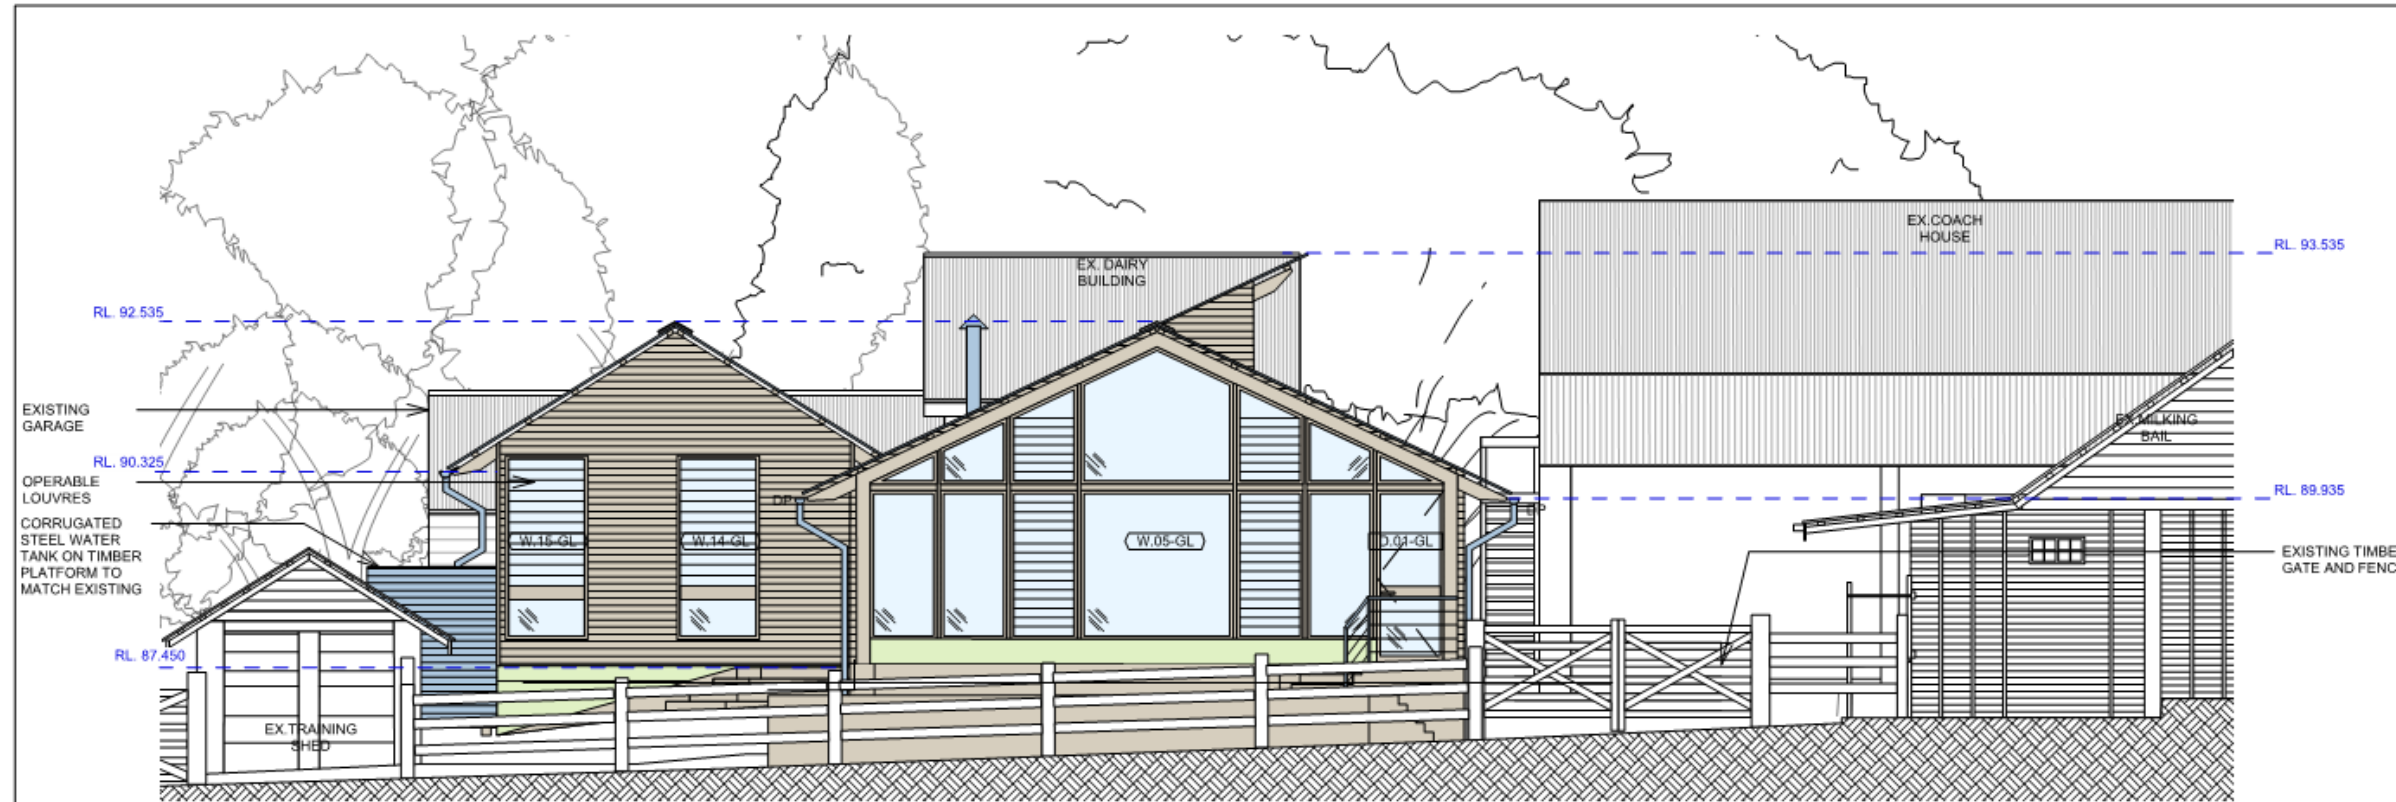 EX.COACH
HOUSE
RL. 93.535
EX. DAIRY
BUILDING
RL. 92.535
EXISTING
GARAGE
EX.MILKING
BAIL
RL. 90.325
OPERABLE
LOUVRES
RL. 89.935
DP
CORRUGATED
STEEL WATER
TANK ON TIMBER
PLATFORM TO
MATCH EXISTING
W.15-GL
W.14-GL
W.05-GL
D.01-GL
EXISTING TIMBE
GATE AND FENC
RL. 87.450
EX.TRAINING
SHED